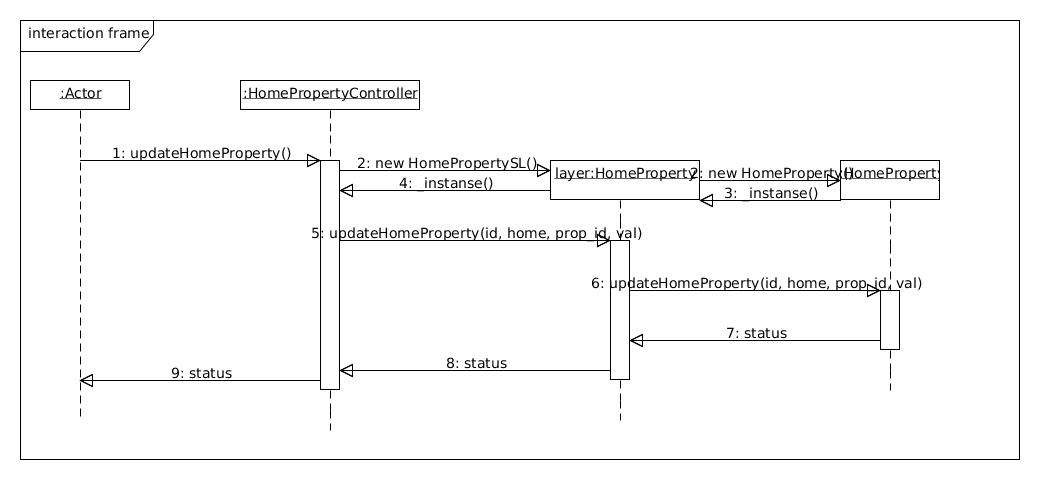 interaction frame
:Actor
:HomePropertyController
1: updateHomeProperty()
2: new HomePropertySL()
layer:HomeProperty
2: new HomeProperty()
HomeProperty
4: _instanse()
3: _instanse()
5: updateHomeProperty(id, home, prop_id, val)
6: updateHomeProperty(id, home, prop_id, val)
7: status
8: status
9: status